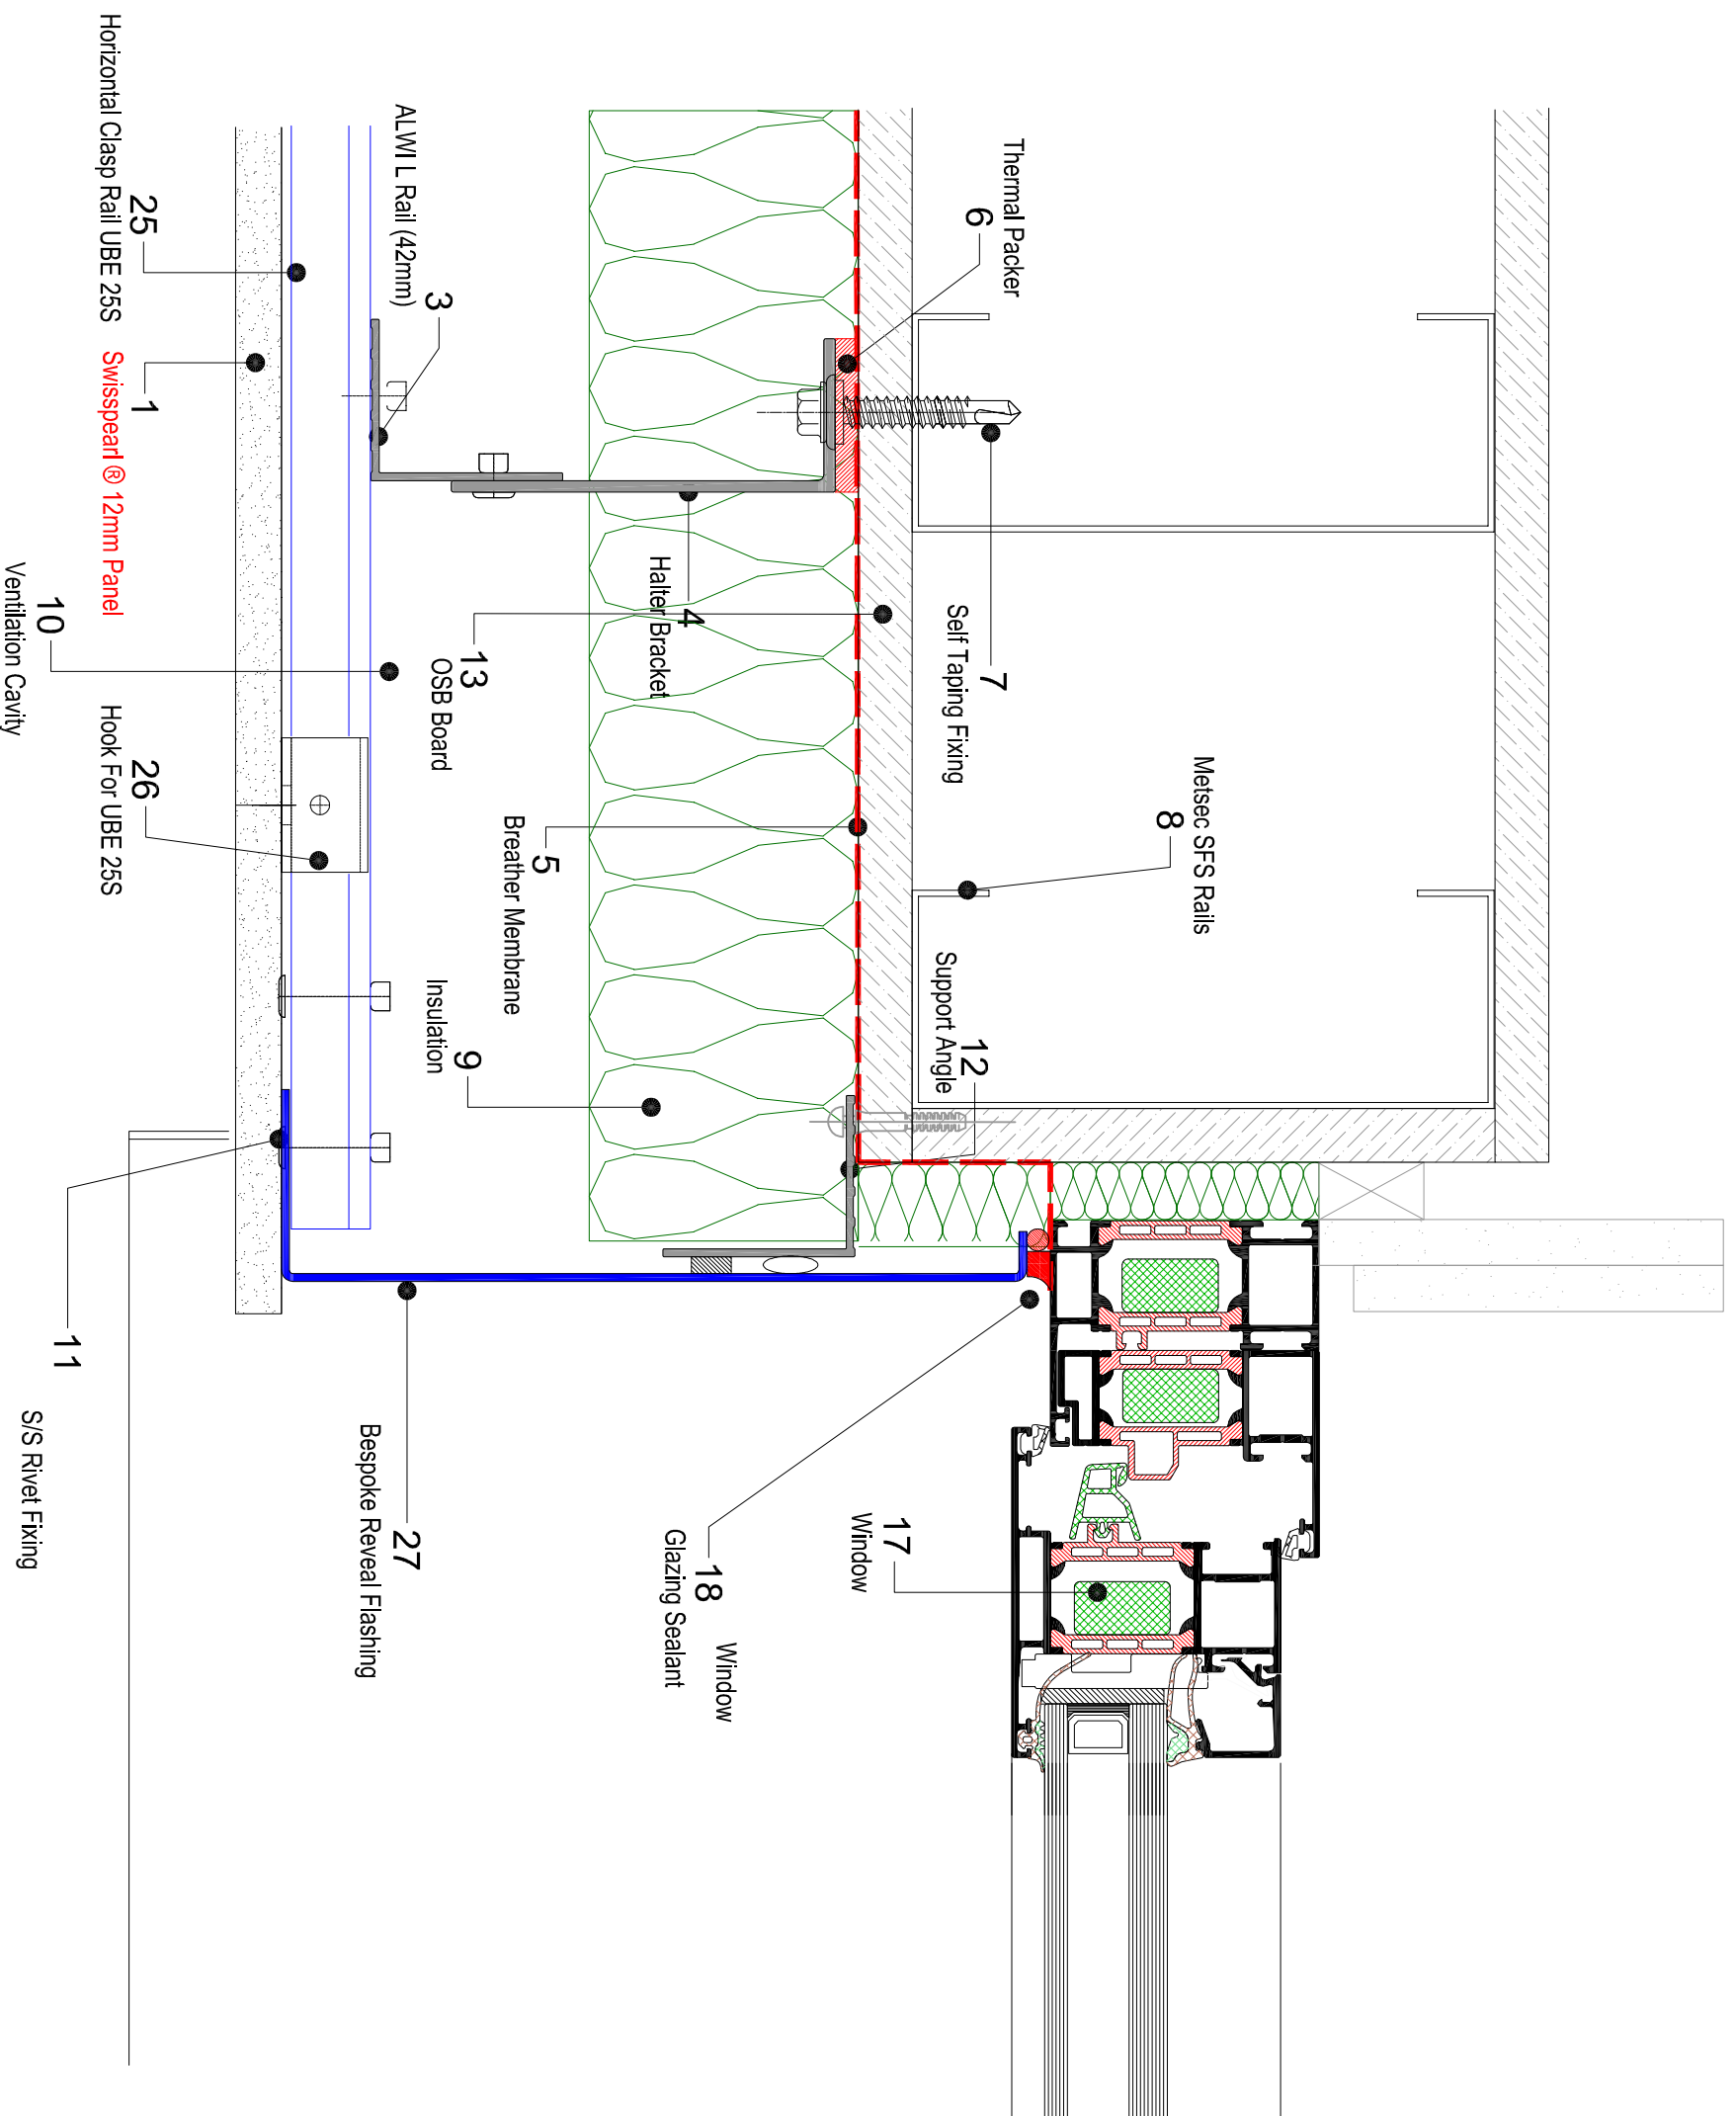 Thermal Packer
6
ALWI L Rail (42mm)
3
Horizontal Clasp Rail UBE 25S
25
Swisspearl ® 12mm Panel
1
Ventilation Cavity
10
Hook For UBE 25S
26
Halter Bracket
4
13
OSB Board
Self Taping Fixing
7
Metsec SFS Rails
8
Breather Membrane
5
Insulation
9
12
Support Angle
11
S/S Rivet Fixing
27
Bespoke Reveal Flashing
17
Window
18
Window
Glazing Sealant